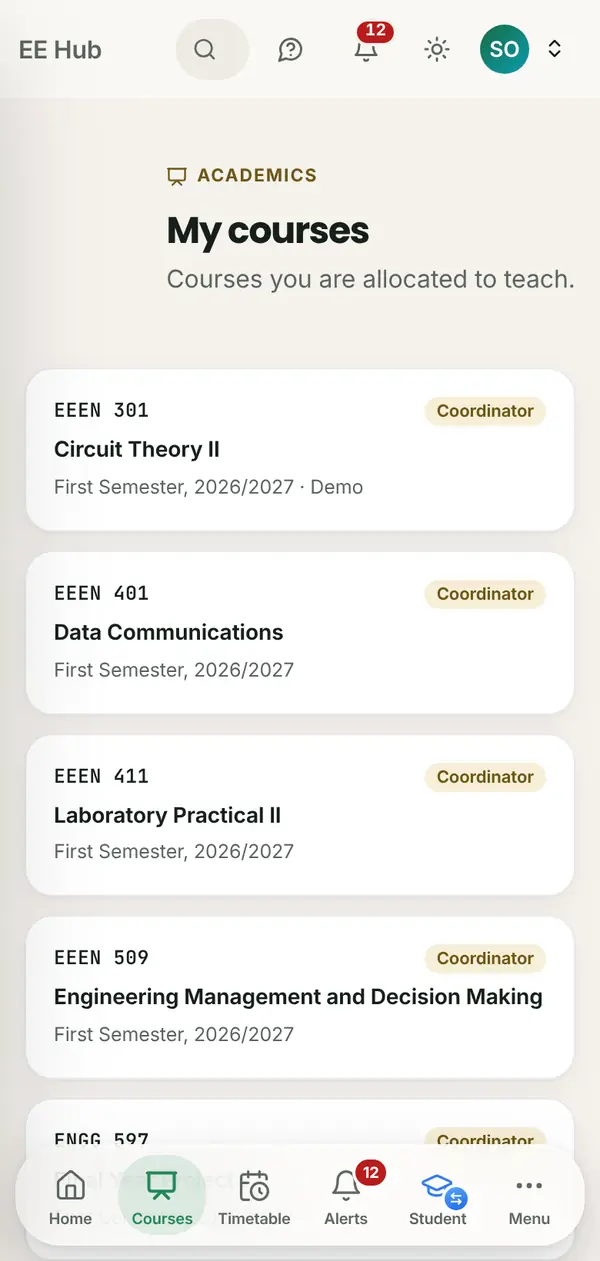 EE Hub
12
SO
ACADEMICS
My courses
Courses you are allocated to teach.
EEEN 301
Coordinator
Circuit Theory II
First Semester, 2026/2027 · Demo
EEEN 401
Coordinator
Data Communications
First Semester, 2026/2027
EEEN 411
Coordinator
Laboratory Practical II
First Semester, 2026/2027
EEEN 509
Coordinator
Engineering Management and Decision Making
First Semester, 2026/2027
ENGG 597
Coordinator
12
Home
Courses
Timetable
Alerts
Student
Menu